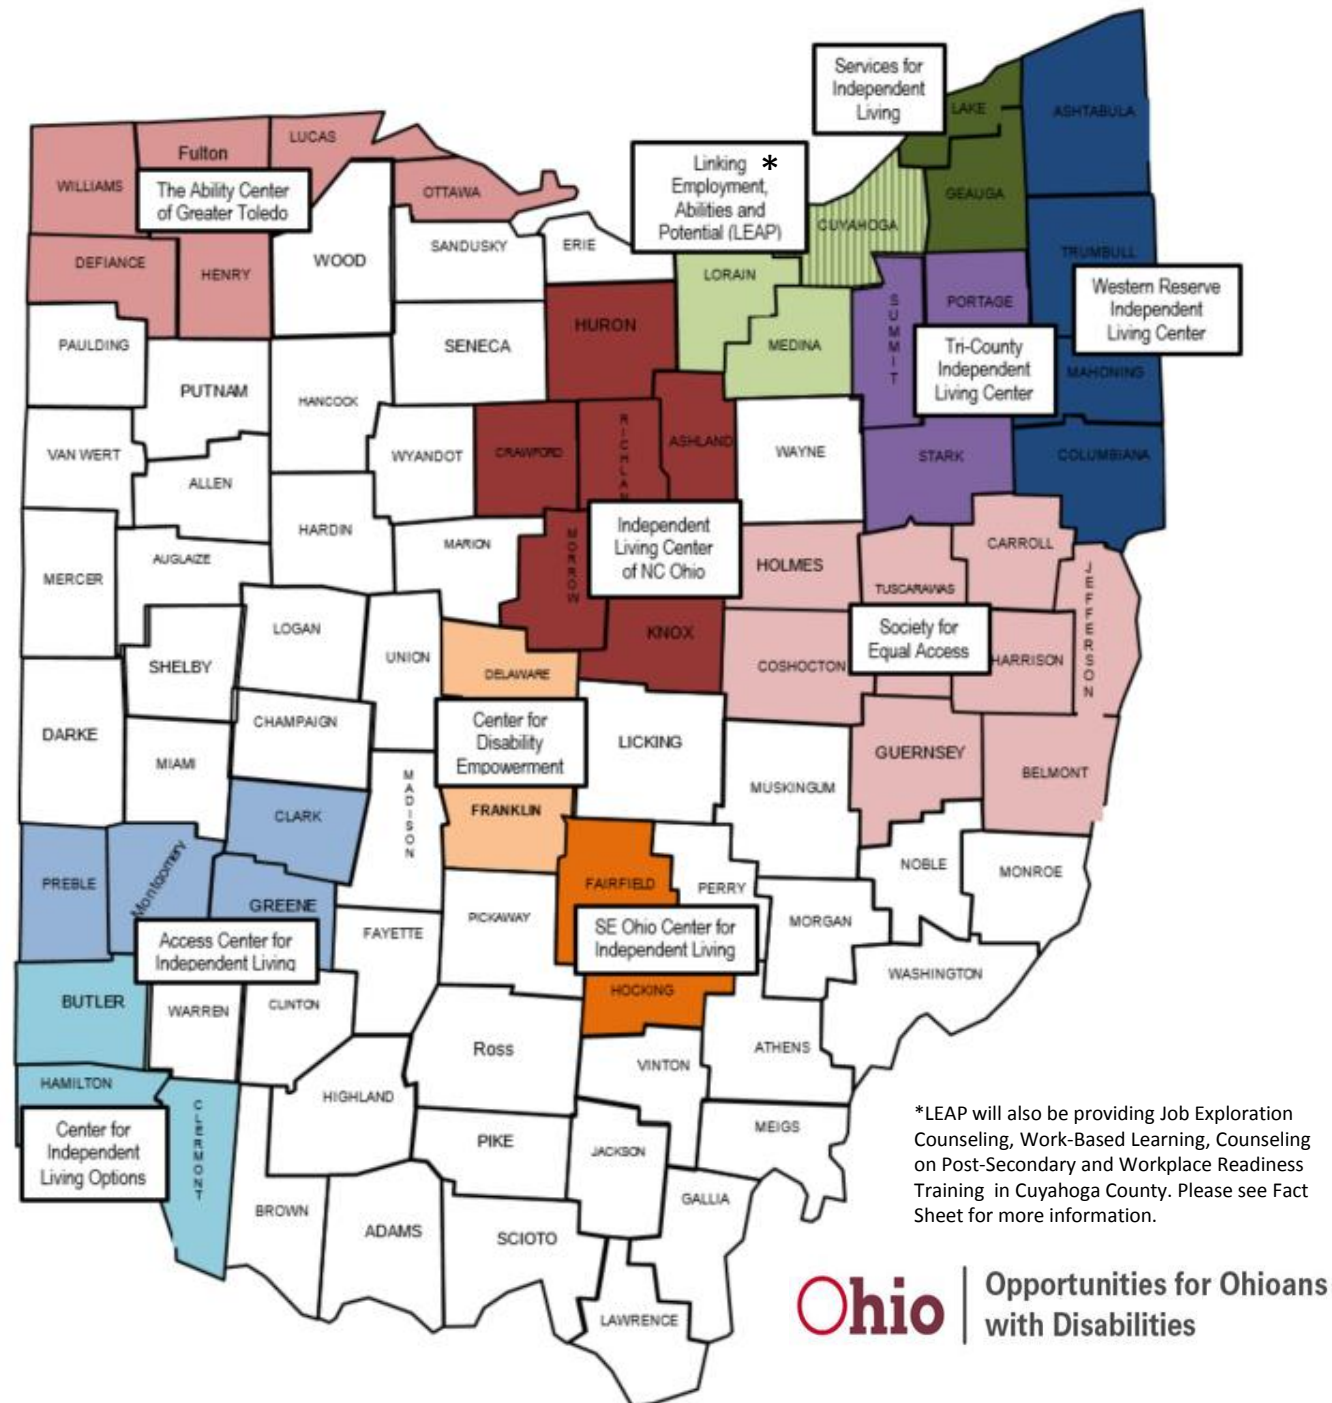 Services for
Independent
Living
LAKE
ASHTABULA
Linking *
Employment,
Abilities and
Potential (LEAP)
GEAUGA
CUYAHOGA
LUCAS
Fulton
WILLIAMS
The Ability Center
of Greater Toledo
OTTAWA
SANDUSKY
ERIE
WOOD
DEFIANCE
HENRY
LORAIN
TRUMBULL
Western Reserve
Independent
Living Center
SUMMIT
PORTAGE
HURON
PAULDING
SENECA
MEDINA
Tri-County
Independent
Living Center
MAHONING
PUTNAM
HANCOCK
VAN WERT
WYANDOT
CRAWFORD
RICHLAN
ASHLAND
WAYNE
STARK
COLUMBIANA
ALLEN
HARDIN
MARION
Independent
Living Center
of NC Ohio
MORROW
HOLMES
CARROLL
AUGLAIZE
MERCER
TUSCARAWAS
JEFFERSON
LOGAN
KNOX
Society for
Equal Access
UNION
SHELBY
DELAWARE
COSHOCTON
HARRISON
CHAMPAIGN
DARKE
Center for
Disability
Empowerment
LICKING
GUERNSEY
MIAMI
BELMONT
MADISON
MUSKINGUM
CLARK
FRANKLIN
PREBLE
Montgomery
FAIRFIELD
PERRY
NOBLE
MONROE
GREENE
PICKAWAY
FAYETTE
SE Ohio Center for
Independent Living
MORGAN
Access Center for
Independent Living
WASHINGTON
BUTLER
WARREN
CLINTON
HOCKING
Ross
ATHENS
VINTON
HAMILTON
HIGHLAND
CLERMONT
Center for
Independent
Living Options
PIKE
JACKSON
MEIGS
GALLIA
BROWN
ADAMS
SCIOTO
LAWRENCE
*LEAP will also be providing Job Exploration
Counseling, Work-Based Learning, Counseling
on Post-Secondary and Workplace Readiness
Training in Cuyahoga County. Please see Fact
Sheet for more information.
Ohio
Opportunities for Ohioans
with Disabilities